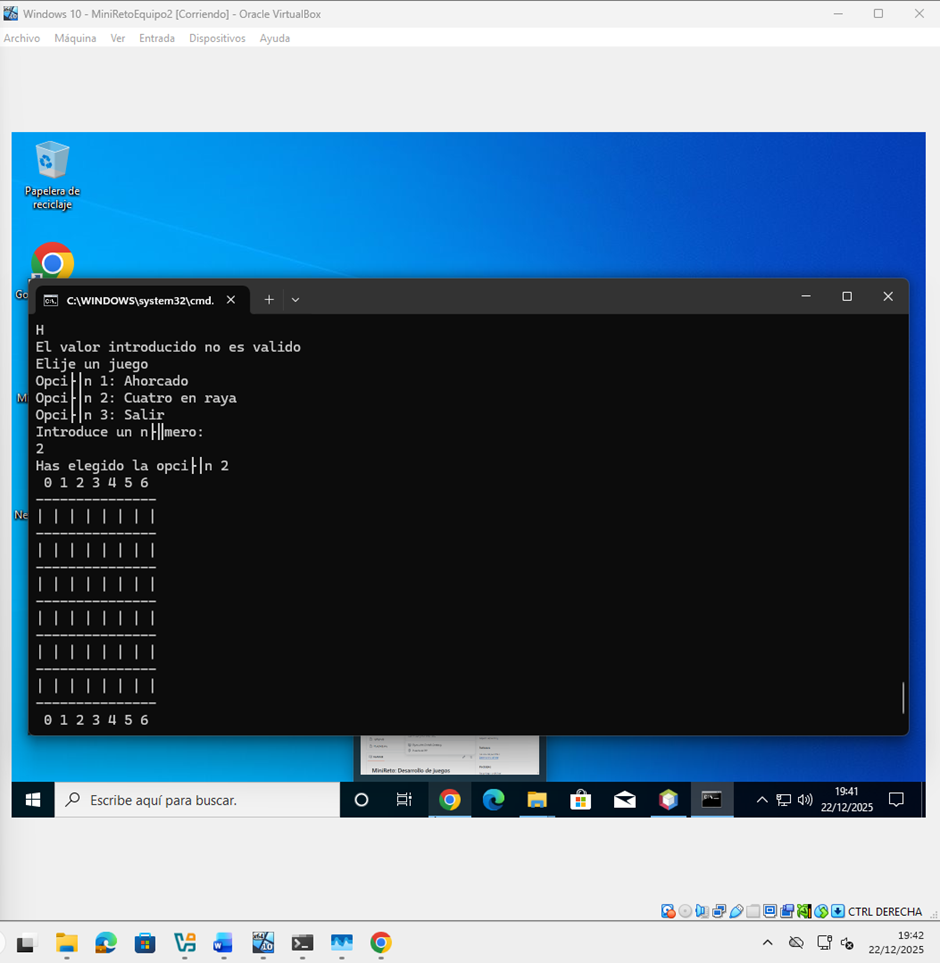 Windows 10 - MiniRetoEquipo2 [Corriendo] - Oracle VirtualBox
Archivo Máquina Ver Entrada Dispositivos Ayuda
Papelera de
reciclaje
C:\WINDOWS\system32\cmd.
H
El valor introducido no es valido
Elije un juego
Opci├│n 1: Ahorcado
Opci├│n 2: Cuatro en raya
Opci├│n 3: Salir
Introduce un n├║mero:
2
Has elegido la opci├│n 2
0 1 2 3 4 5 6
---------------
| | | | | | | |
---------------
| | | | | | | |
---------------
| | | | | | | |
---------------
| | | | | | | |
---------------
| | | | | | | |
---------------
| | | | | | | |
---------------
0 1 2 3 4 5 6
MiniReto: Desarrollo de juegos
Escribe aquí para buscar.
19:41
22/12/2025
CTRL DERECHA
19:42
22/12/2025